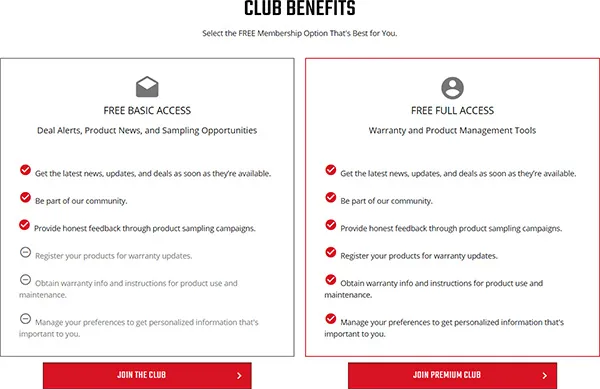 CLUB BENEFITS
Select the FREE Membership Option That's Best for You.
FREE BASIC ACCESS
Deal Alerts, Product News, and Sampling Opportunities
Get the latest news, updates, and deals as soon as they're available.
Be part of our community.
Provide honest feedback through product sampling campaigns.
Register your products for warranty updates.
Obtain warranty info and instructions for product use and
maintenance.
Manage your preferences to get personalized information that's
important to you.
JOIN THE CLUB
FREE FULL ACCESS
Warranty and Product Management Tools
Get the latest news, updates, and deals as soon as they're available.
Be part of our community.
Provide honest feedback through product sampling campaigns.
Register your products for warranty updates.
Obtain warranty info and instructions for product use and
maintenance.
Manage your preferences to get personalized information that's
important to you.
JOIN PREMIUM CLUB